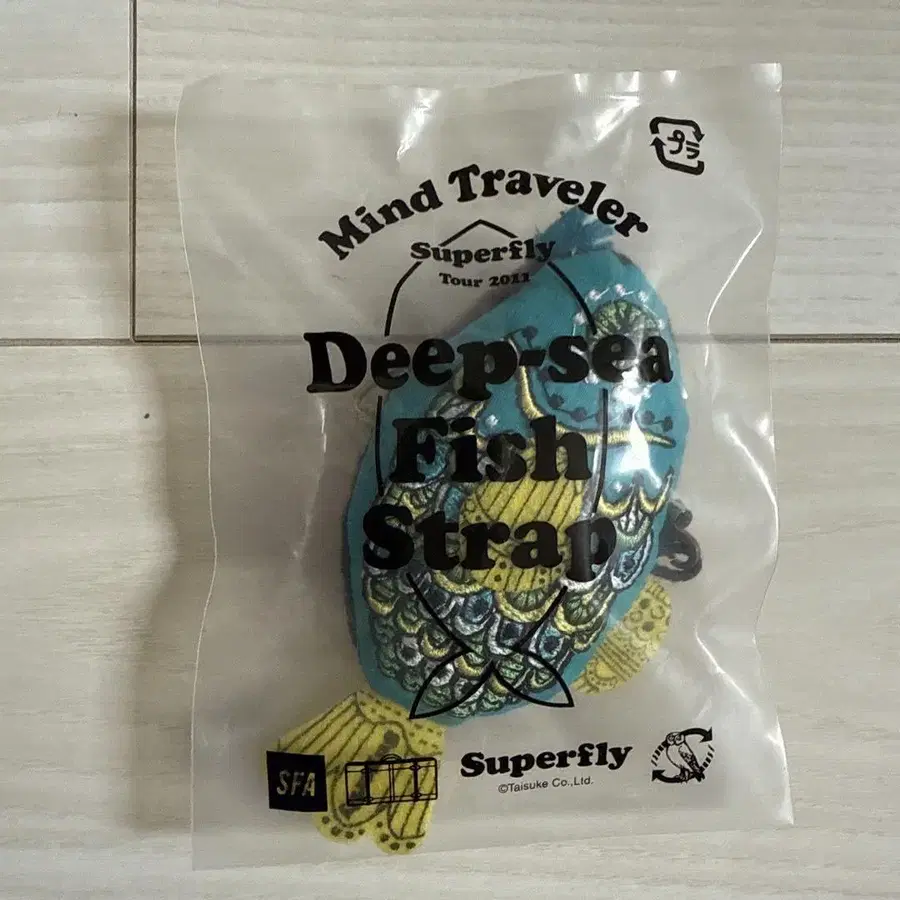 プラ
Mind Traveler
Superfly
Tour 2011
Deep-sea
Fish
Strap
SFA
Superfly
©Taisuke Co.,Ltd.